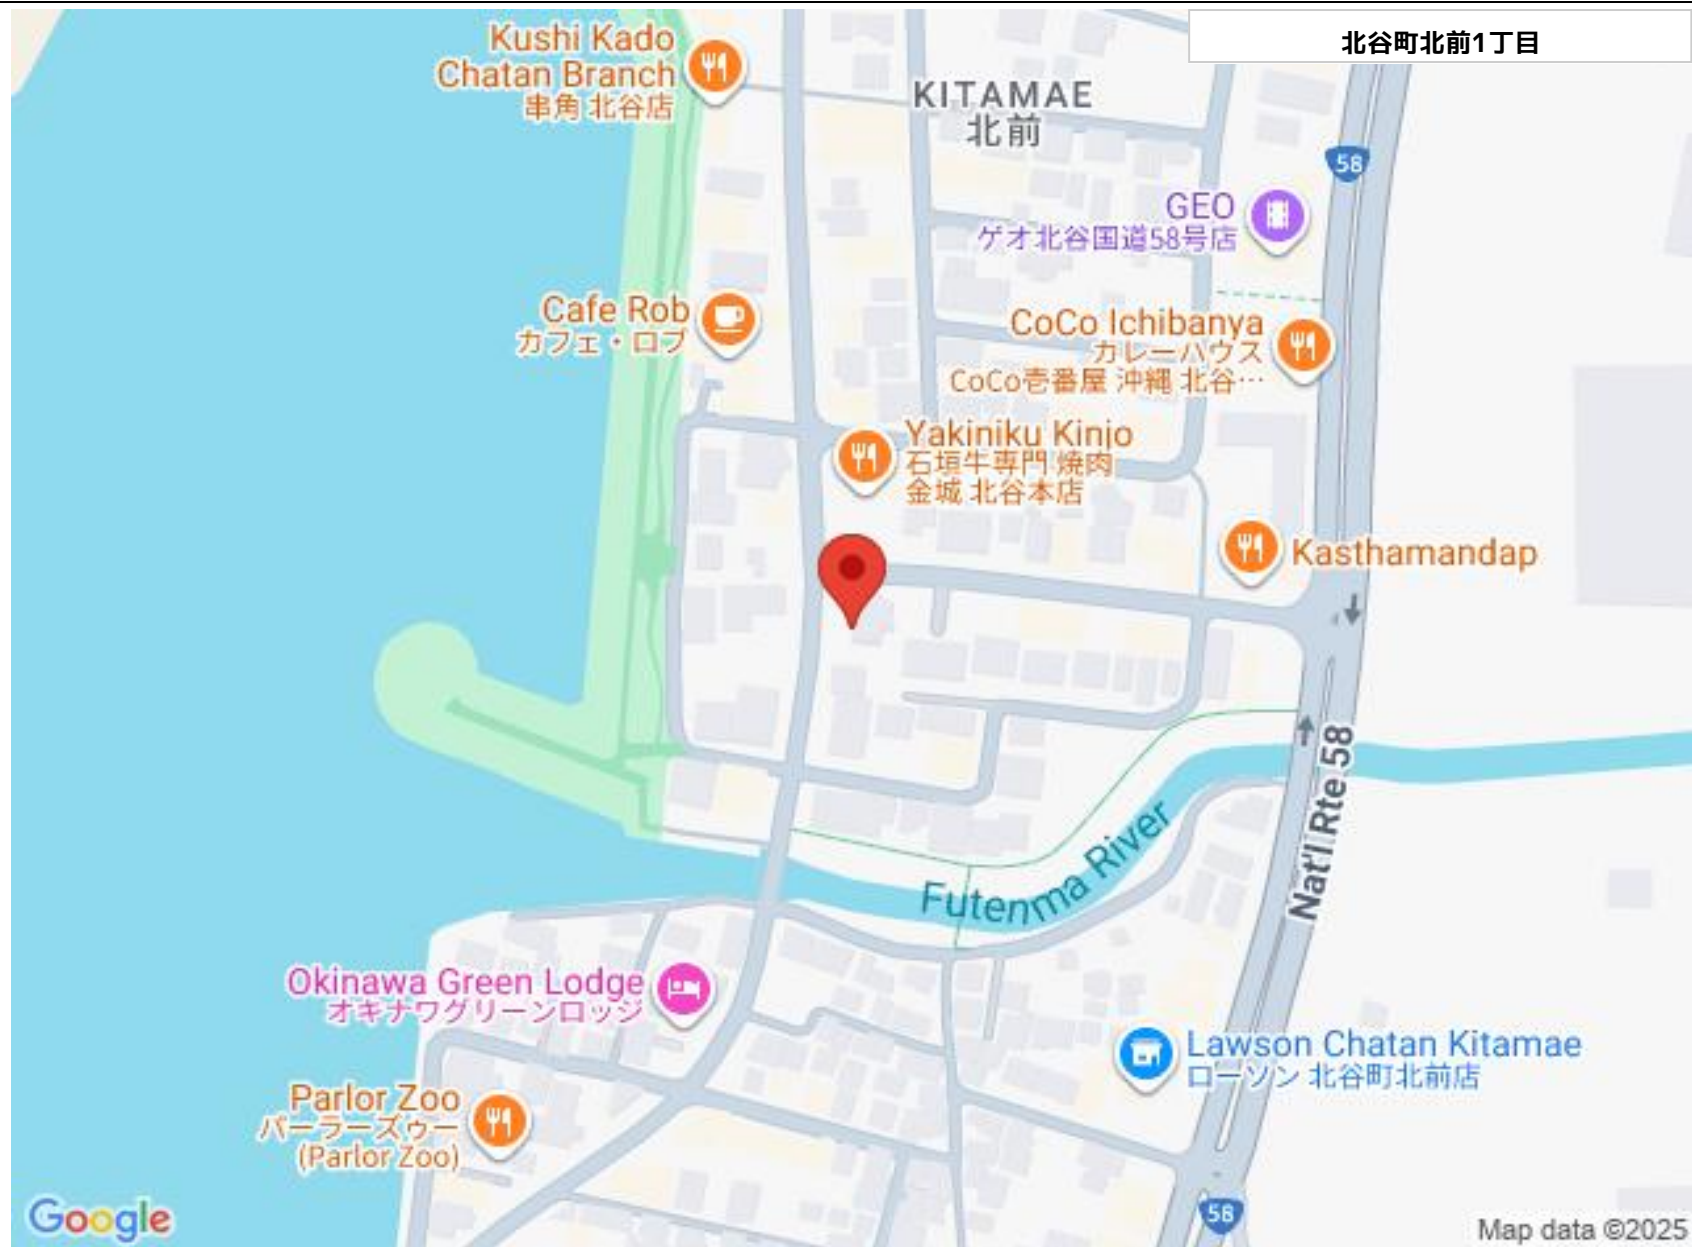 北谷町北前1丁目
Kushi Kado
Chatan Branch
串角 北谷店
KITAMAE
北前
58
GEO
ゲオ北谷国道58号店
Cafe Rob
カフェ・ロブ
CoCo Ichibanya
カレーハウス
CoCo壱番屋 沖縄 北谷…
Yakiniku Kinjo
石垣牛専門 焼肉
金城 北谷本店
Kasthamandap
Nat'l Rte 58
Futenma River
Okinawa Green Lodge
オキナワグリーンロッジ
Lawson Chatan Kitamae
ローソン 北谷町北前店
Parlor Zoo
パーラーズゥー
(Parlor Zoo)
58
Google
Map data ©2025